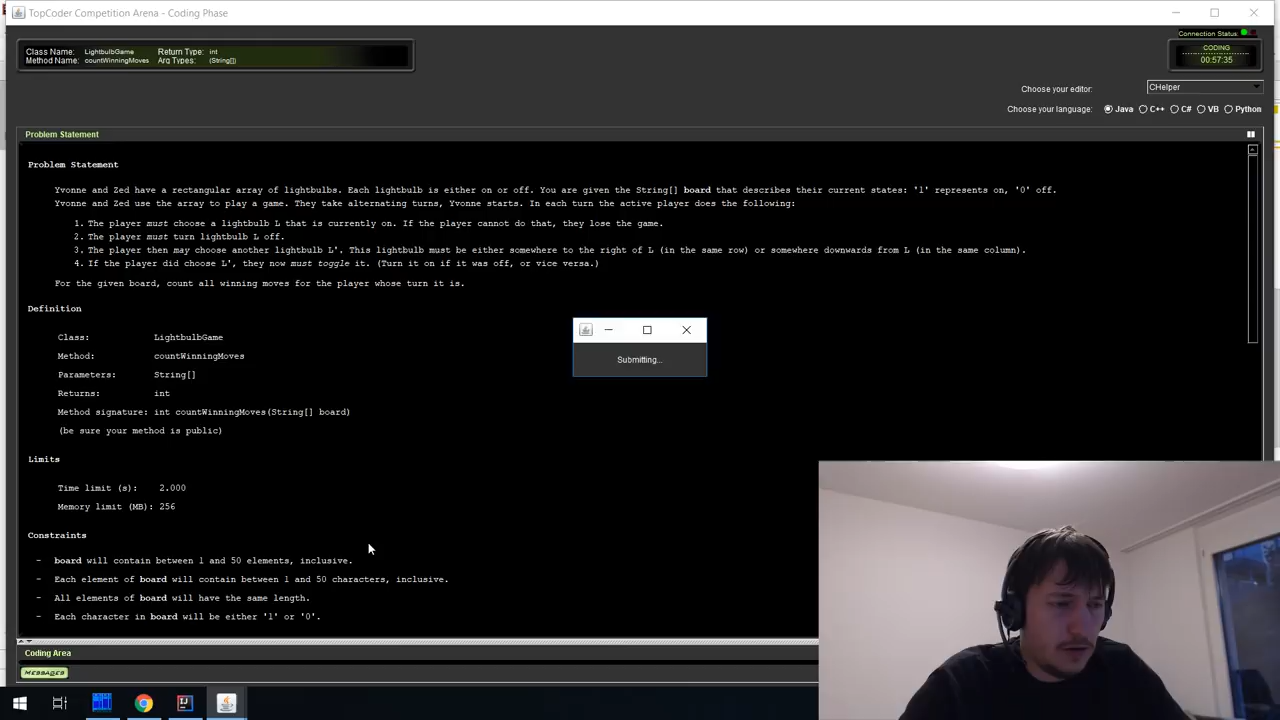 TopCoder Competition Arena - Coding Phase
Connection Status
Class Name: LightbulbGame Return Type: int
Method Name: countWinningMoves Arg Types: (String[])
CODING
00:57:35
Choose your editor: CHelper
Choose your language: Java C++ C# VB Python
Problem Statement
Problem Statement
Yvonne and Zed have a rectangular array of lightbulbs. Each lightbulb is either on or off. You are given the String[] board that describes their current states: '1' represents on, '0' off.
Yvonne and Zed use the array to play a game. They take alternating turns, Yvonne starts. In each turn the active player does the following:
1. The player must choose a lightbulb L that is currently on. If the player cannot do that, they lose the game.
2. The player must turn lightbulb L off.
3. The player then may choose another lightbulb L'. This lightbulb must be either somewhere to the right of L (in the same row) or somewhere downwards from L (in the same column).
4. If the player did choose L', they now must toggle it. (Turn it on if it was off, or vice versa.)
For the given board, count all winning moves for the player whose turn it is.
Definition
Class: LightbulbGame
Method: countWinningMoves
Parameters: String[]
Returns: int
Method signature: int countWinningMoves(String[] board)
(be sure your method is public)
Submitting...
Limits
Time limit (s): 2.000
Memory limit (MB): 256
Constraints
- board will contain between 1 and 50 elements, inclusive.
- Each element of board will contain between 1 and 50 characters, inclusive.
- All elements of board will have the same length.
- Each character in board will be either '1' or '0'.
Coding Area
MESSAGES